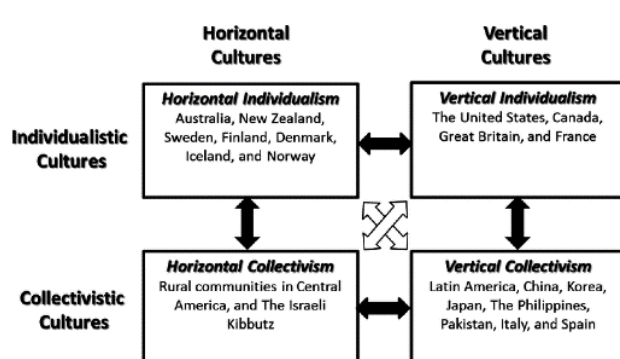 Horizontal
Cultures
Vertical
Cultures
Individualistic
Cultures
Horizontal Individualism
Australia, New Zealand,
Sweden, Finland, Denmark,
Iceland, and Norway
Vertical Individualism
The United States, Canada,
Great Britain, and France
Collectivistic
Cultures
Horizontal Collectivism
Rural communities in Central
America, and The Israeli
Kibbutz
Vertical Collectivism
Latin America, China, Korea,
Japan, The Philippines,
Pakistan, Italy, and Spain